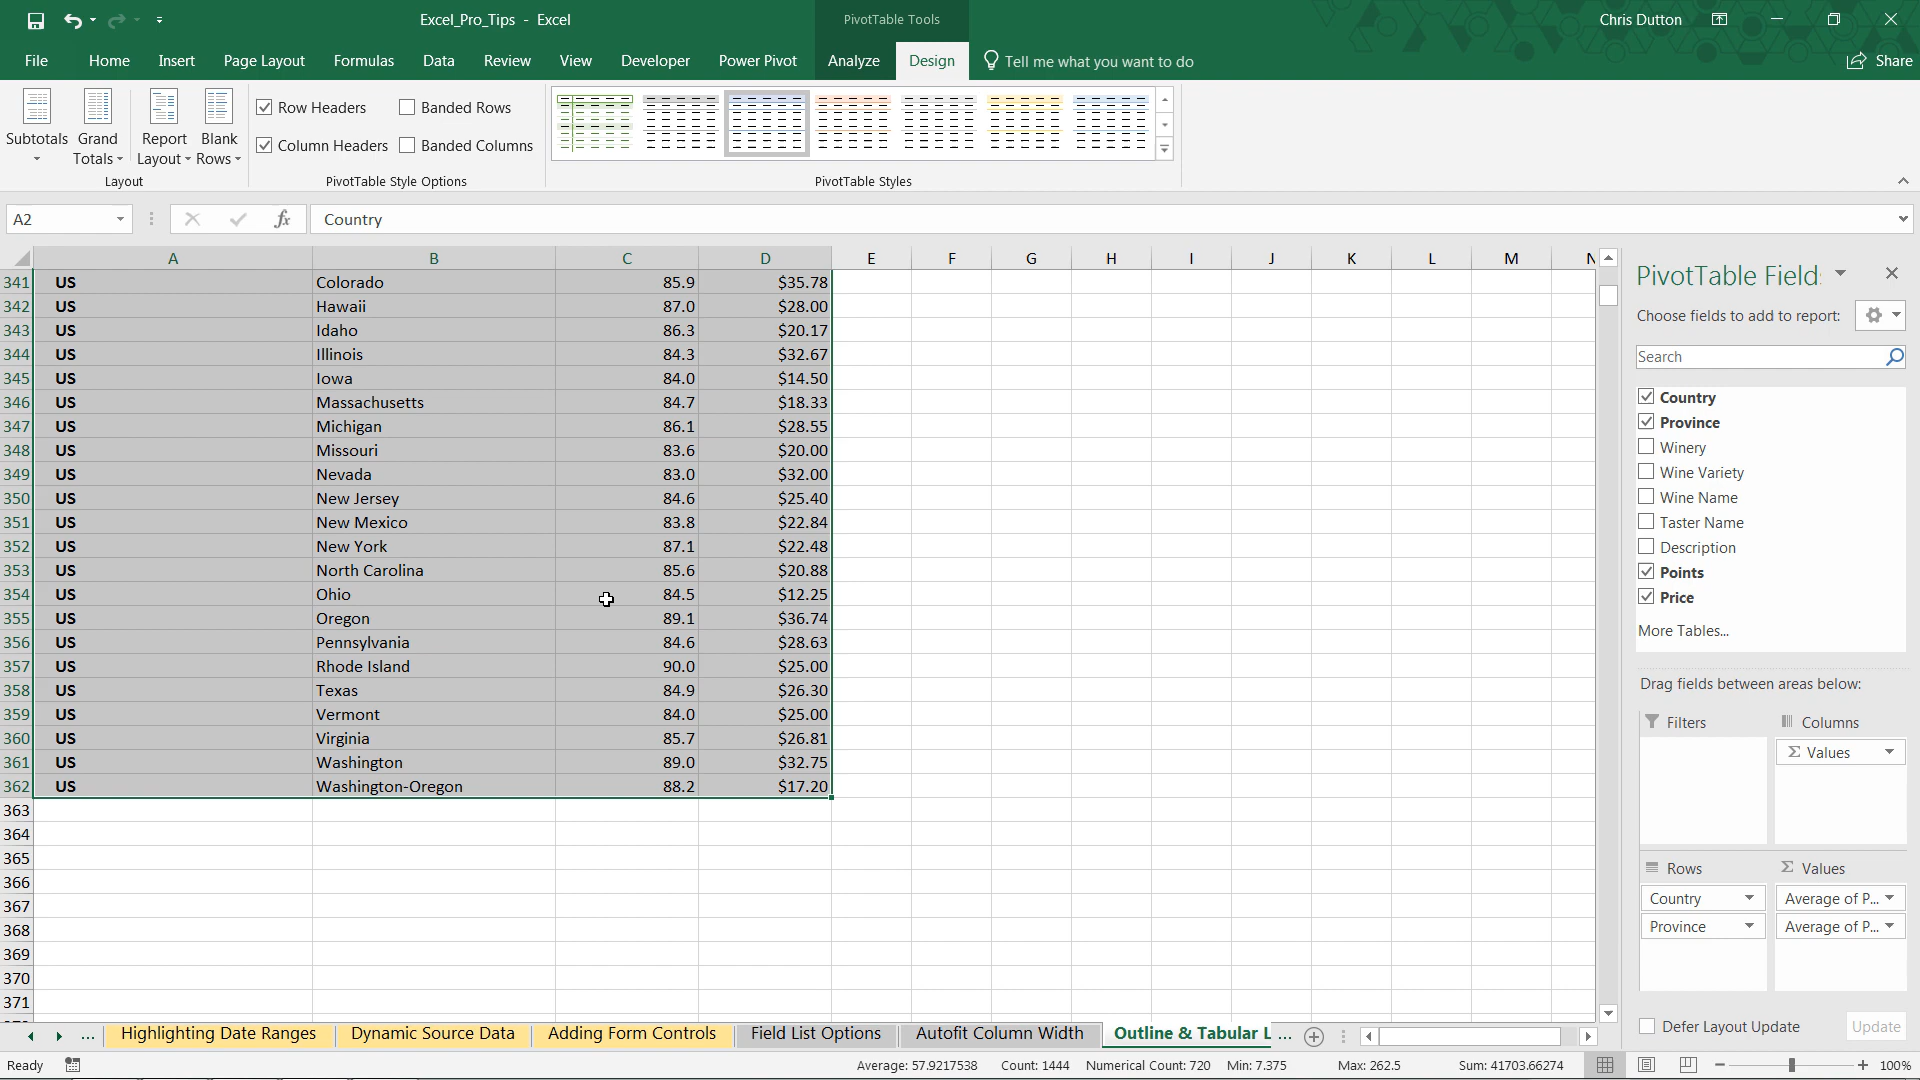 Excel_Pro_Tips - Excel
PivotTable Tools
Chris Dutton
File Home Insert Page Layout Formulas Data Review View Developer Power Pivot Analyze Design Tell me what you want to do Share
Subtotals
Grand Totals
Report Layout
Blank Rows
Row Headers
Banded Rows
Column Headers
Banded Columns
Layout
PivotTable Style Options
PivotTable Styles
A2
fx
Country
A B C D E F G H I J K L M N
341 US Colorado 85.9 $35.78
342 US Hawaii 87.0 $28.00
343 US Idaho 86.3 $20.17
344 US Illinois 84.3 $32.67
345 US Iowa 84.0 $14.50
346 US Massachusetts 84.7 $18.33
347 US Michigan 86.1 $28.55
348 US Missouri 83.6 $20.00
349 US Nevada 83.0 $32.00
350 US New Jersey 84.6 $25.40
351 US New Mexico 83.8 $22.84
352 US New York 87.1 $22.48
353 US North Carolina 85.6 $20.88
354 US Ohio 84.5 $12.25
355 US Oregon 89.1 $36.74
356 US Pennsylvania 84.6 $28.63
357 US Rhode Island 90.0 $25.00
358 US Texas 84.9 $26.30
359 US Vermont 84.0 $25.00
360 US Virginia 85.7 $26.81
361 US Washington 89.0 $32.75
362 US Washington-Oregon 88.2 $17.20
363
364
365
366
367
368
369
370
371
PivotTable Field
Choose fields to add to report:
Search
Country
Province
Winery
Wine Variety
Wine Name
Taster Name
Description
Points
Price
More Tables...
Drag fields between areas below:
Filters
Columns
Σ Values
Rows
Σ Values
Country
Average of P...
Province
Average of P...
Defer Layout Update
Update
... Highlighting Date Ranges Dynamic Source Data Adding Form Controls Field List Options Autofit Column Width Outline & Tabular L ...
Ready
Average: 57.9217538 Count: 1444 Numerical Count: 720 Min: 7.375 Max: 262.5 Sum: 41703.66274
100%